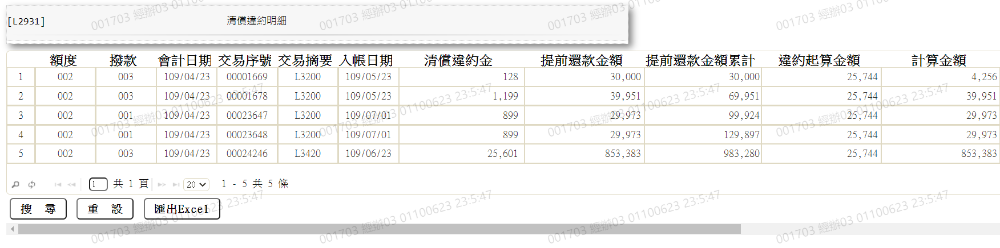 [L2931] 清償違約明細
額度 撥款 會計日期 交易序號 交易摘要 入帳日期 清償違約金 提前還款金額 提前還款金額累計 違約起算金額 計算金額
1 002 003 109/04/23 00001669 L3200 109/05/23 128 30,000 30,000 25,744 4,256
2 002 003 109/04/23 00001678 L3200 109/05/23 1,199 39,951 69,951 25,744 39,951
3 002 001 109/04/23 00023647 L3200 109/07/01 899 29,973 99,924 25,744 29,973
4 002 001 109/04/23 00023648 L3200 109/07/01 899 29,973 129,897 25,744 29,973
5 002 003 109/04/23 00024246 L3420 109/06/23 25,601 853,383 983,280 25,744 853,383
1 共 1 頁 20 1 - 5 共 5 條
搜 尋 重 設 匯出Excel
001703 經辦03 01100623 23:5:47